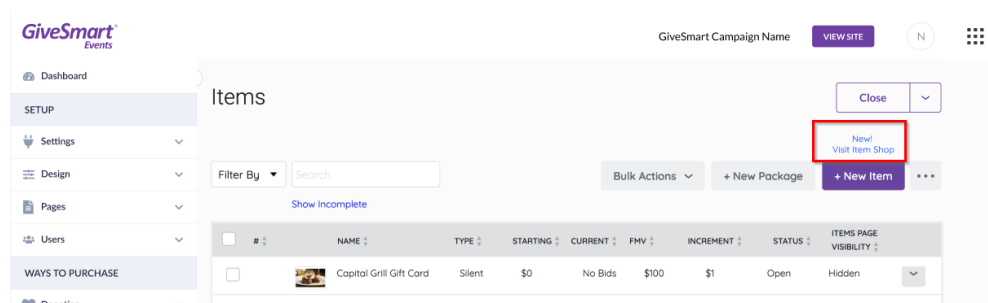 GiveSmart®
Events
GiveSmart Campaign Name
VIEW SITE
N
Dashboard
SETUP
Settings
Design
Pages
Users
WAYS TO PURCHASE
Items
Close
New!
Visit Item Shop
Filter By
Search
Bulk Actions
+ New Package
+ New Item
Show Incomplete
# NAME TYPE STARTING CURRENT FMV INCREMENT STATUS ITEMS PAGE VISIBILITY
Capital Grill Gift Card Silent $0 No Bids $100 $1 Open Hidden